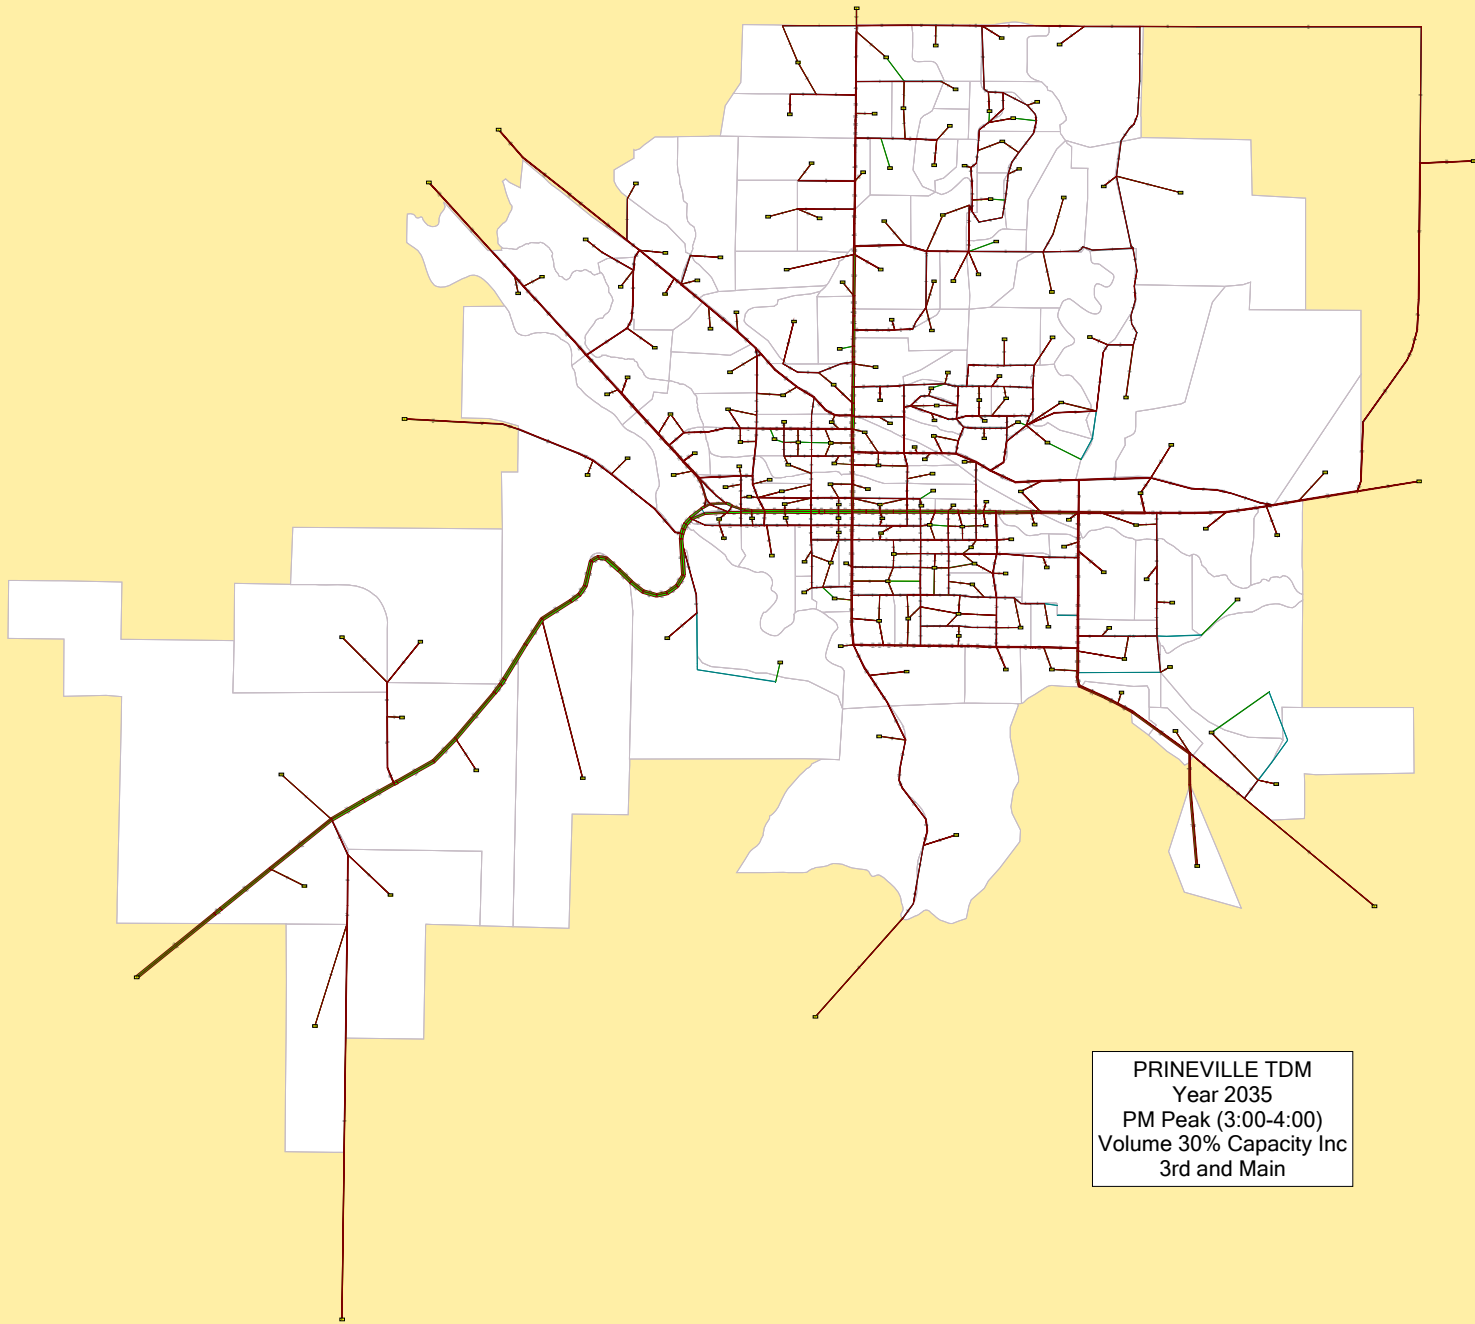 PRINEVILLE TDM
Year 2035
PM Peak (3:00-4:00)
Volume 30% Capacity Inc
3rd and Main